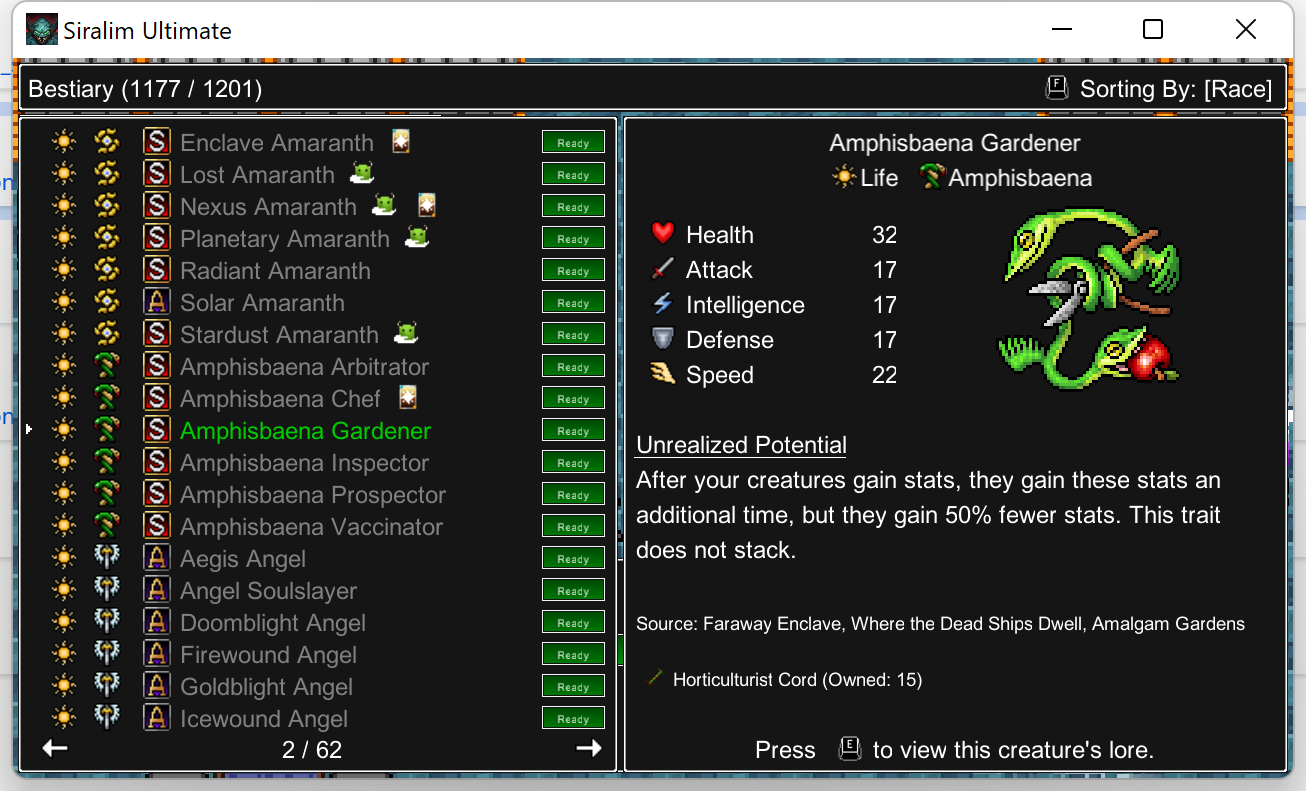 Siralim Ultimate
Bestiary (1177 / 1201)
F Sorting By: [Race]
S Enclave Amaranth Ready
S Lost Amaranth Ready
S Nexus Amaranth Ready
S Planetary Amaranth Ready
S Radiant Amaranth Ready
A Solar Amaranth Ready
S Stardust Amaranth Ready
S Amphisbaena Arbitrator Ready
S Amphisbaena Chef Ready
S Amphisbaena Gardener Ready
S Amphisbaena Inspector Ready
S Amphisbaena Prospector Ready
S Amphisbaena Vaccinator Ready
A Aegis Angel Ready
A Angel Soulslayer Ready
A Doomblight Angel Ready
A Firewound Angel Ready
A Goldblight Angel Ready
A Icewound Angel Ready
2 / 62
Amphisbaena Gardener
Life Amphisbaena
Health 32
Attack 17
Intelligence 17
Defense 17
Speed 22
Unrealized Potential
After your creatures gain stats, they gain these stats an
additional time, but they gain 50% fewer stats. This trait
does not stack.
Source: Faraway Enclave, Where the Dead Ships Dwell, Amalgam Gardens
Horticulturist Cord (Owned: 15)
Press E to view this creature's lore.